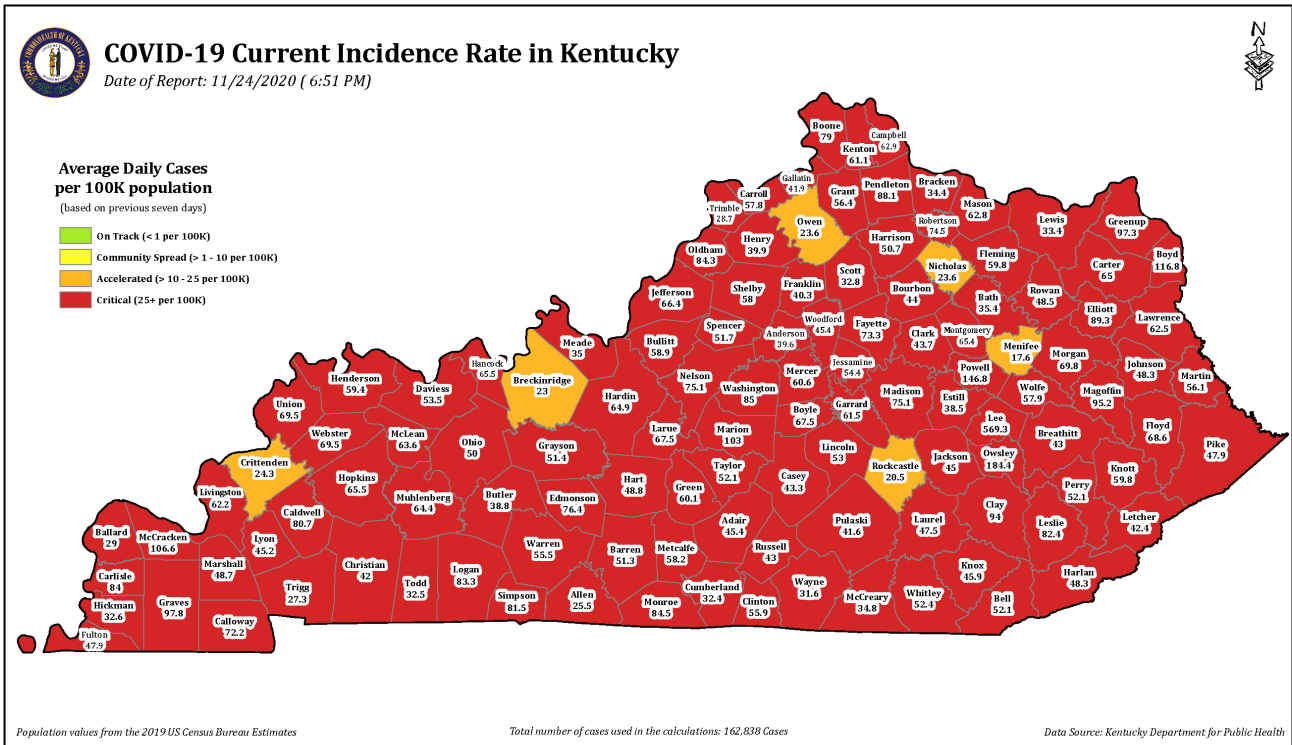 COVID-19 Current Incidence Rate in Kentucky
Date of Report: 11/24/2020 ( 6:51 PM)
N
Average Daily Cases
per 100K population
(based on previous seven days)
On Track (< 1 per 100K)
Community Spread (> 1 - 10 per 100K)
Accelerated (> 10 - 25 per 100K)
Critical (25+ per 100K)
Boone
79
Campbell
62.9
Kenton
61.1
Gallatin
41.9
Carroll
57.8
Grant
56.4
Pendleton
88.1
Bracken
34.4
Mason
62.8
Trimble
28.7
Owen
23.6
Robertson
74.5
Lewis
33.4
Greenup
97.3
Oldham
84.3
Henry
39.9
Harrison
50.7
Nicholas
23.6
Fleming
59.8
Carter
65
Boyd
116.8
Jefferson
66.4
Shelby
58
Franklin
40.3
Scott
32.8
Bourbon
44
Bath
35.4
Rowan
48.5
Elliott
89.3
Lawrence
62.5
Spencer
51.7
Anderson
39.6
Woodford
45.4
Fayette
73.3
Clark
43.7
Montgomery
65.4
Menifee
17.6
Morgan
69.8
Johnson
48.3
Martin
56.1
Meade
35
Bullitt
58.9
Hancock
65.5
Breckinridge
23
Nelson
75.1
Washington
85
Mercer
60.6
Jessamine
54.4
Powell
146.8
Wolfe
57.9
Magoffin
95.2
Henderson
59.4
Daviess
53.5
Hardin
64.9
Boyle
67.5
Garrard
61.5
Madison
75.1
Estill
38.5
Lee
569.3
Breathitt
43
Floyd
68.6
Pike
47.9
Union
69.5
Webster
69.5
McLean
63.6
Ohio
50
Grayson
51.4
Larue
67.5
Marion
103
Lincoln
53
Rockcastle
20.5
Jackson
45
Owsley
184.4
Knott
59.8
Crittenden
24.3
Hopkins
65.5
Muhlenberg
64.4
Butler
38.8
Edmonson
76.4
Hart
48.8
Green
60.1
Taylor
52.1
Casey
43.3
Perry
52.1
Livingston
62.2
Caldwell
80.7
Clay
94
Leslie
82.4
Letcher
42.4
Ballard
29
McCracken
106.6
Lyon
45.2
Warren
55.5
Barren
51.3
Metcalfe
58.2
Adair
45.4
Russell
43
Pulaski
41.6
Laurel
47.5
Marshall
48.7
Christian
42
Todd
32.5
Logan
83.3
Simpson
81.5
Allen
25.5
Monroe
84.5
Cumberland
32.4
Clinton
55.9
Wayne
31.6
McCreary
34.8
Whitley
52.4
Knox
45.9
Bell
52.1
Harlan
48.3
Carlisle
84
Trigg
27.3
Hickman
32.6
Graves
97.8
Calloway
72.2
Fulton
47.9
Population values from the 2019 US Census Bureau Estimates
Total number of cases used in the calculations: 162,838 Cases
Data Source: Kentucky Department for Public Health